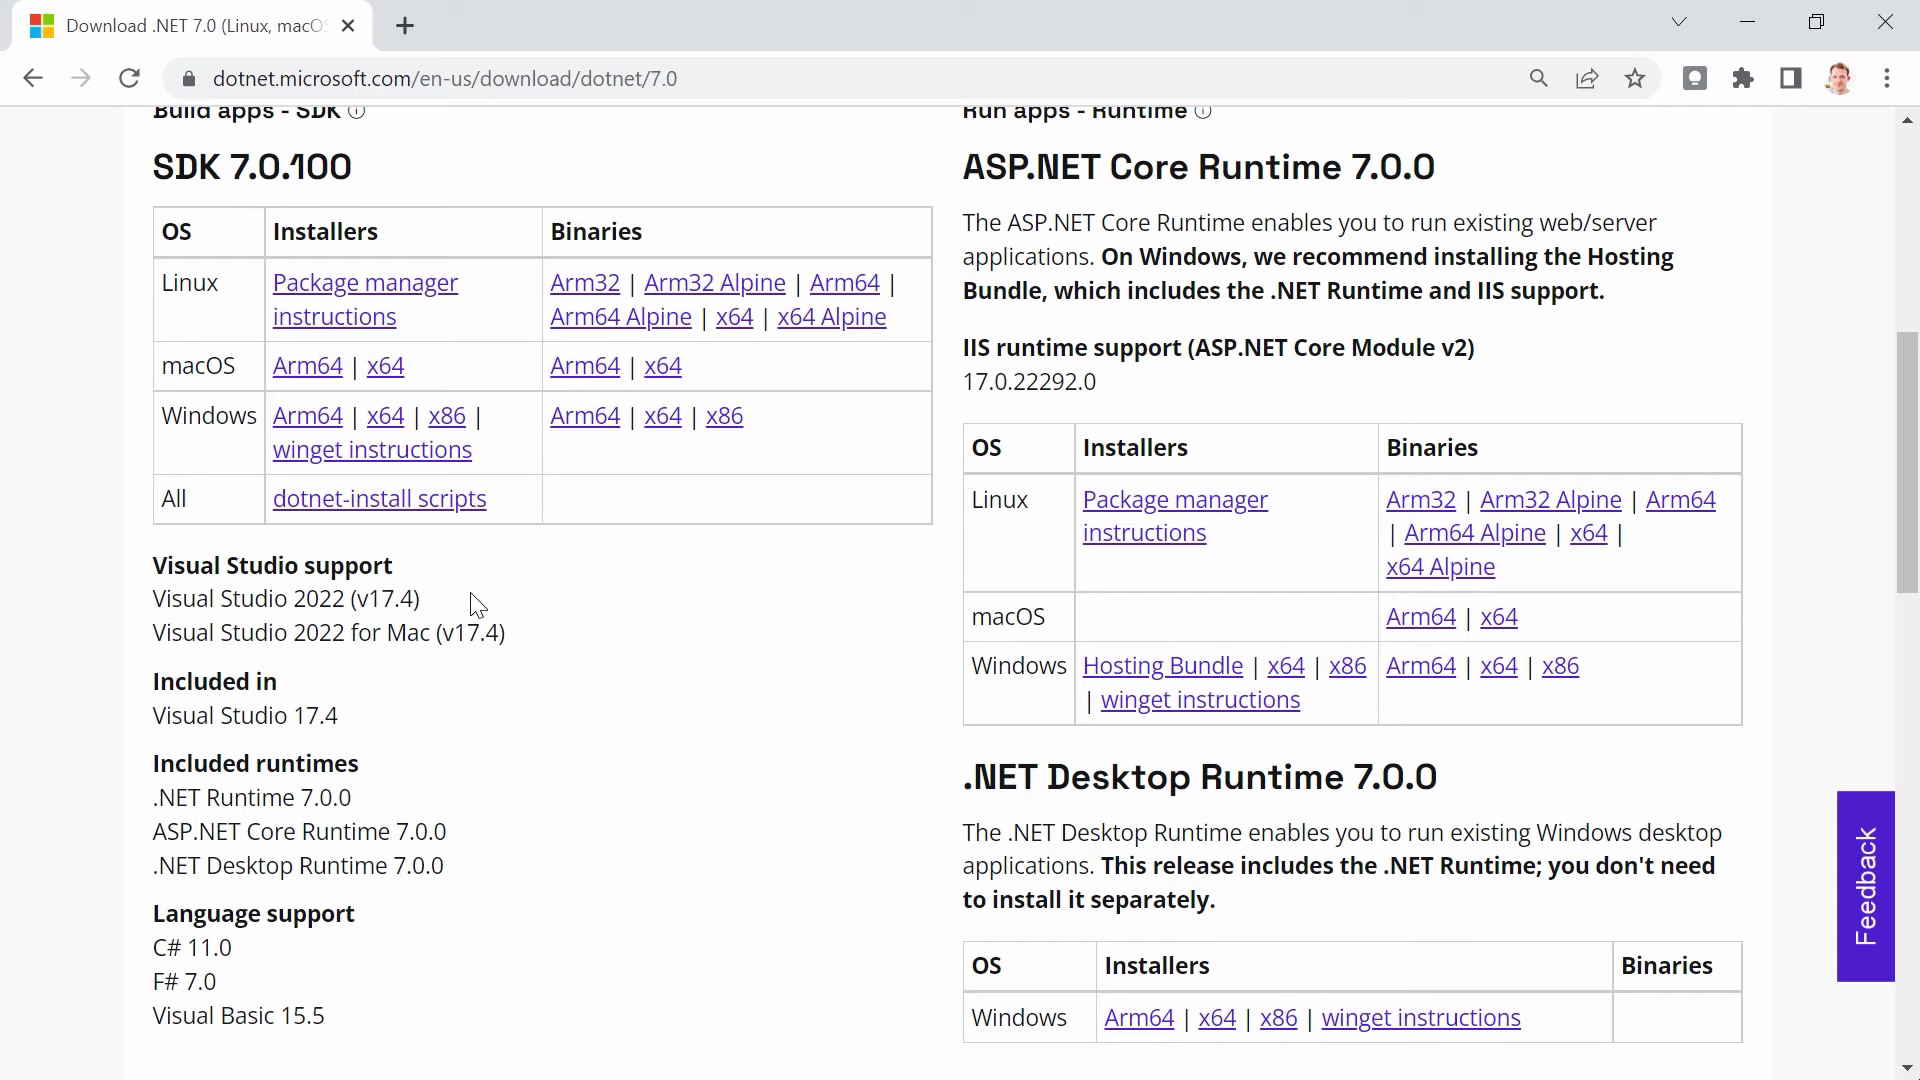 Download .NET 7.0 (Linux, macOS
dotnet.microsoft.com/en-us/download/dotnet/7.0
Build apps - SDK
SDK 7.0.100
OS Installers Binaries
Linux Package manager instructions Arm32 | Arm32 Alpine | Arm64 | Arm64 Alpine | x64 | x64 Alpine
macOS Arm64 | x64 Arm64 | x64
Windows Arm64 | x64 | x86 | winget instructions Arm64 | x64 | x86
All dotnet-install scripts
Visual Studio support
Visual Studio 2022 (v17.4)
Visual Studio 2022 for Mac (v17.4)
Included in
Visual Studio 17.4
Included runtimes
.NET Runtime 7.0.0
ASP.NET Core Runtime 7.0.0
.NET Desktop Runtime 7.0.0
Language support
C# 11.0
F# 7.0
Visual Basic 15.5
Run apps - Runtime
ASP.NET Core Runtime 7.0.0
The ASP.NET Core Runtime enables you to run existing web/server
applications. On Windows, we recommend installing the Hosting
Bundle, which includes the .NET Runtime and IIS support.
IIS runtime support (ASP.NET Core Module v2)
17.0.22292.0
OS Installers Binaries
Linux Package manager instructions Arm32 | Arm32 Alpine | Arm64 | Arm64 Alpine | x64 | x64 Alpine
macOS Arm64 | x64
Windows Hosting Bundle | x64 | x86 | winget instructions Arm64 | x64 | x86
.NET Desktop Runtime 7.0.0
The .NET Desktop Runtime enables you to run existing Windows desktop
applications. This release includes the .NET Runtime; you don't need
to install it separately.
OS Installers Binaries
Windows Arm64 | x64 | x86 | winget instructions
Feedback